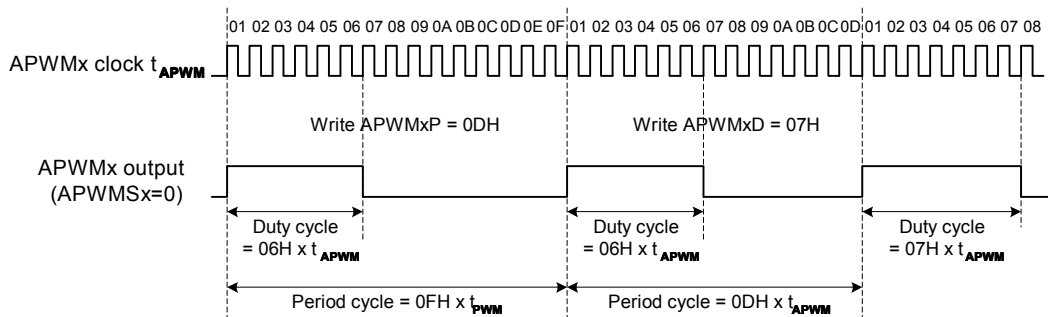 01 02 03 04 05 06 07 08 09 0A 0B 0C 0D 0E 0F 01 02 03 04 05 06 07 08 09 0A 0B 0C 0D 01 02 03 04 05 06 07 08
APWMx clock tAPWM
Write APWMxP = 0DH Write APWMxD = 07H
APWMx output
(APWMSx=0)
Duty cycle
= 06H x tAPWM
Duty cycle
= 06H x tAPWM
Duty cycle
= 07H x tAPWM
Period cycle = 0FH x tPWM Period cycle = 0DH x tAPWM